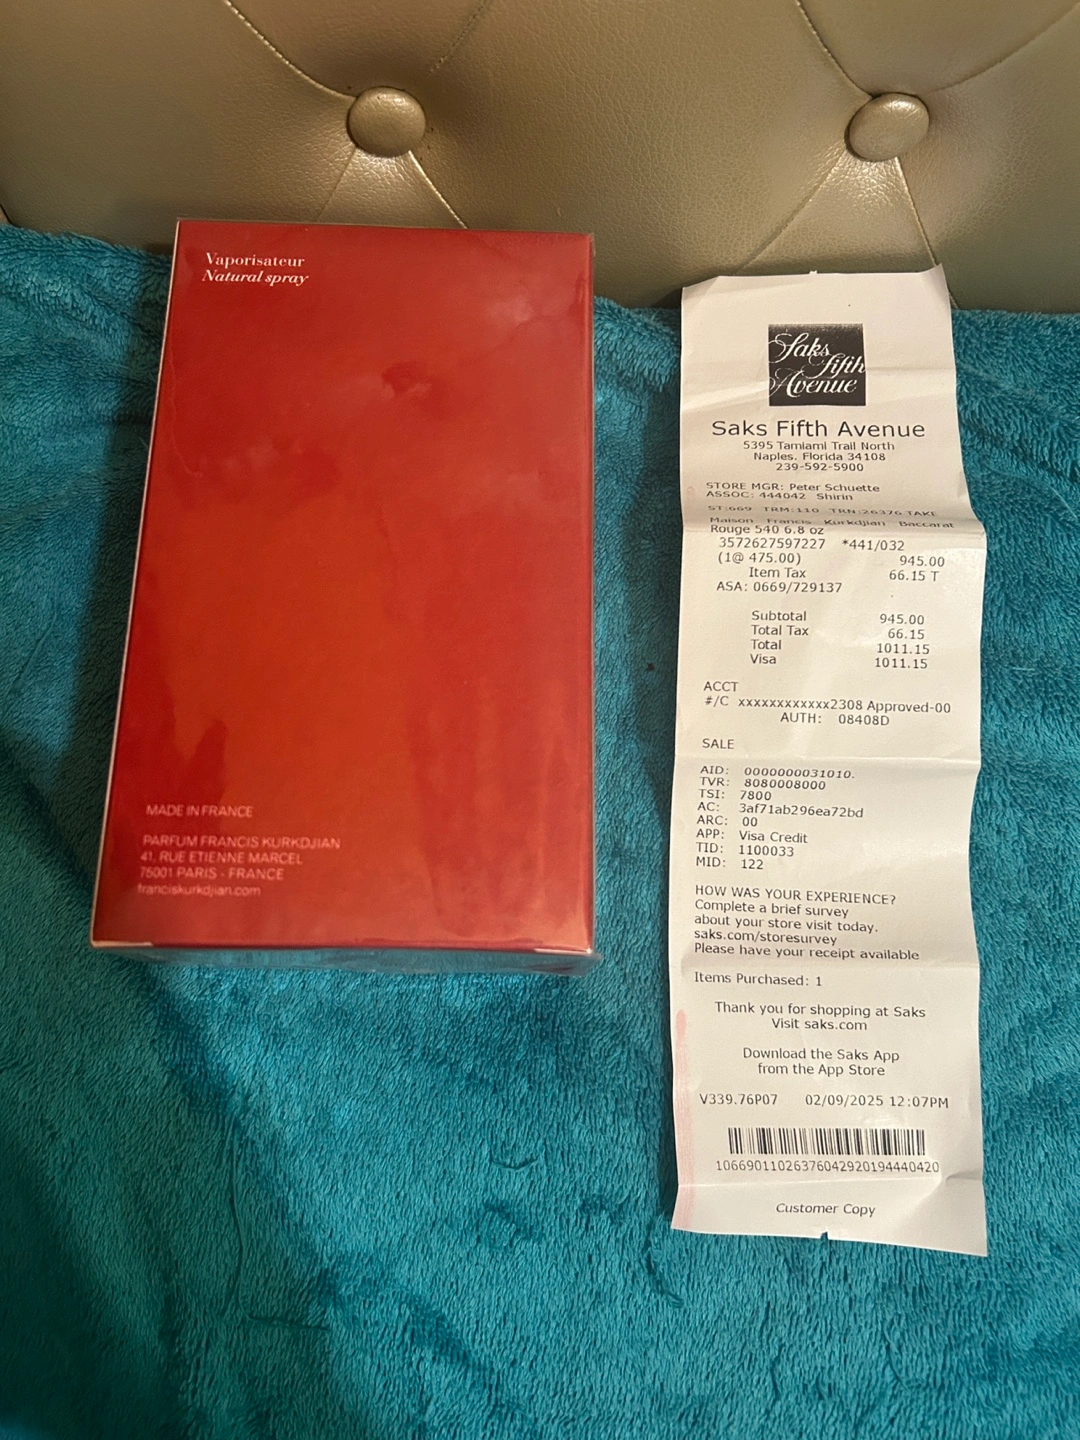 Vaporisateur
Natural spray
MADE IN FRANCE
PARFUM FRANCIS KURKDJIAN
41, RUE ETIENNE MARCEL
75001 PARIS - FRANCE
franciskurkdjian.com
Saks
Fifth
Avenue
Saks Fifth Avenue
5395 Tamiami Trail North
Naples. Florida 34108
239-592-5900
STORE MGR: Peter Schuette
ASSOC: 444042 Shirin
ST:669 TRM:110 TRN:26376 TAKE
Maison Francis Kurkdjian Baccarat
Rouge 540 6.8 oz
3572627597227 *441/032
(1@ 475.00) 945.00
Item Tax 66.15 T
ASA: 0669/729137
Subtotal 945.00
Total Tax 66.15
Total 1011.15
Visa 1011.15
ACCT
#/C xxxxxxxxxxxx2308 Approved-00
AUTH: 08408D
SALE
AID: 0000000031010.
TVR: 8080008000
TSI: 7800
AC: 3af71ab296ea72bd
ARC: 00
APP: Visa Credit
TID: 1100033
MID: 122
HOW WAS YOUR EXPERIENCE?
Complete a brief survey
about your store visit today.
saks.com/storesurvey
Please have your receipt available
Items Purchased: 1
Thank you for shopping at Saks
Visit saks.com
Download the Saks App
from the App Store
V339.76P07 02/09/2025 12:07PM
10669011026376042920194440420
Customer Copy